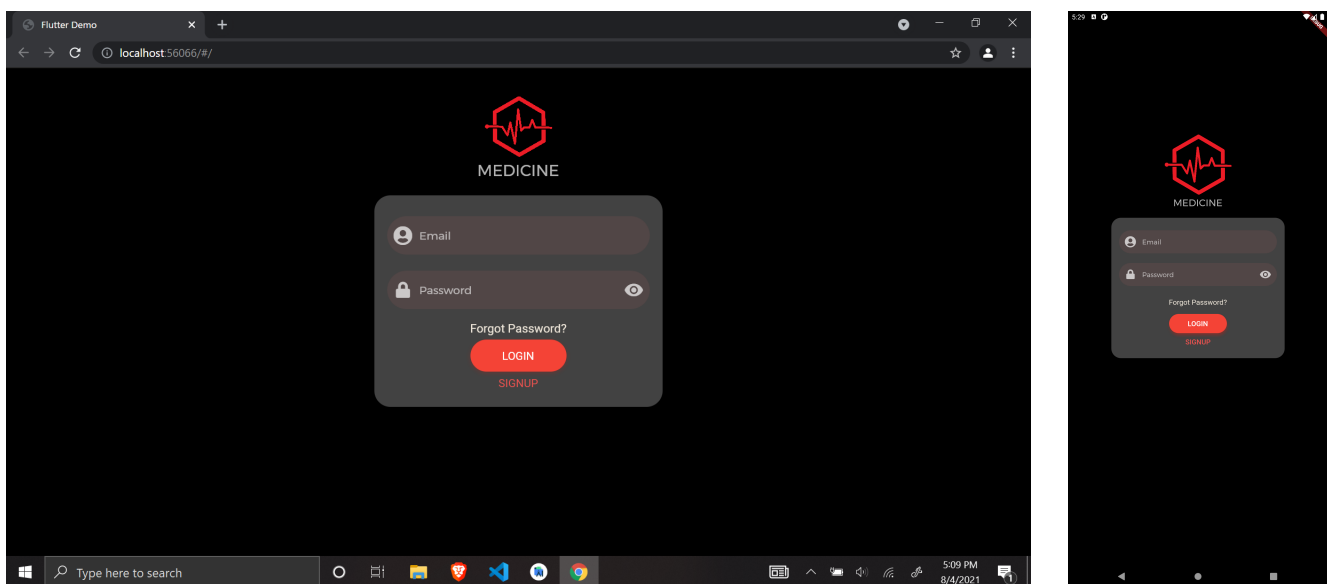 Flutter Demo
localhost:56066/#/
MEDICINE
Email
Password
Forgot Password?
LOGIN
SIGNUP
Type here to search
5:09 PM
8/4/2021
1
5:29
MEDICINE
Email
Password
Forgot Password?
LOGIN
SIGNUP